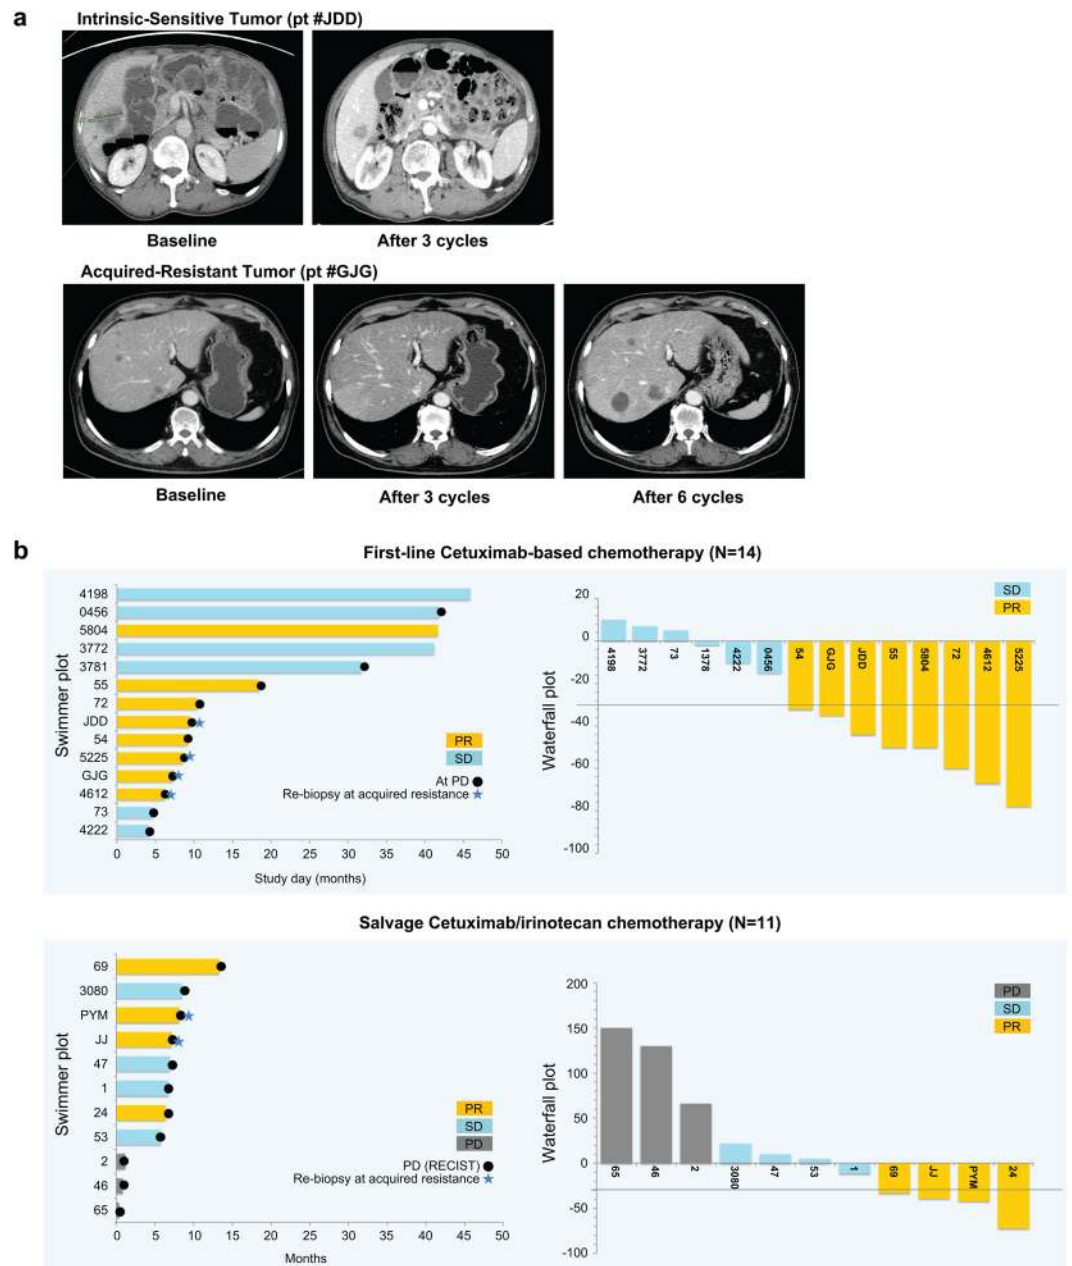 a
Intrinsic-Sensitive Tumor (pt #JDD)
Baseline
After 3 cycles
Acquired-Resistant Tumor (pt #GJG)
Baseline
After 3 cycles
After 6 cycles
b
First-line Cetuximab-based chemotherapy (N=14)
Swimmer plot
4198
0456
5804
3772
3781
55
72
JDD
54
5225
GJG
4612
73
4222
PR
SD
At PD
Re-biopsy at acquired resistance
0 5 10 15 20 25 30 35 40 45 50
Study day (months)
Waterfall plot
20
0
-20
-40
-60
-80
-100
SD
PR
4198 3772 73 1378 4222 0456 54 GJG JDD 55 5804 72 4612 5225
Salvage Cetuximab/irinotecan chemotherapy (N=11)
Swimmer plot
69
3080
PYM
JJ
47
1
24
53
2
46
65
PR
SD
PD
PD (RECIST)
Re-biopsy at acquired resistance
0 5 10 15 20 25 30 35 40 45 50
Months
Waterfall plot
200
150
100
50
0
-50
-100
PD
SD
PR
65 46 2 3080 47 53 1 69 JJ PYM 24